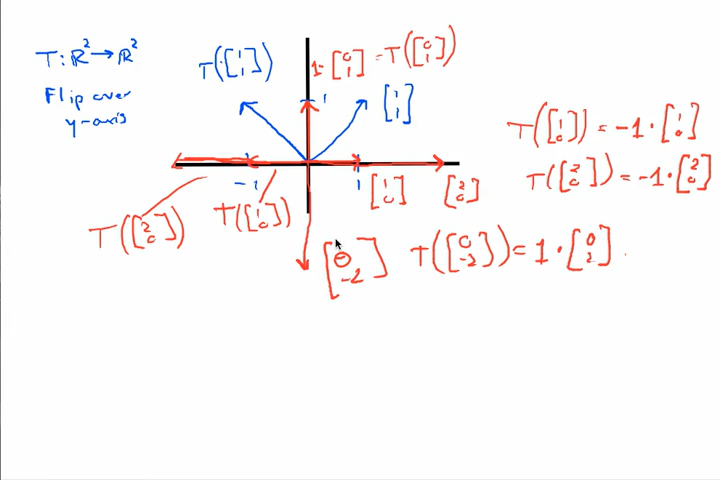 T: ℝ² → ℝ²
Flip over
y-axis
T([1 1])
1·[0 1] = T([0 1])
1
[1 1]
-1
1
[1 0]
[2 0]
T([2 0])
T([1 0])
[0 -2]
T([1 0]) = -1·[1 0]
T([2 0]) = -1·[2 0]
T([0 -2]) = 1·[0 2]